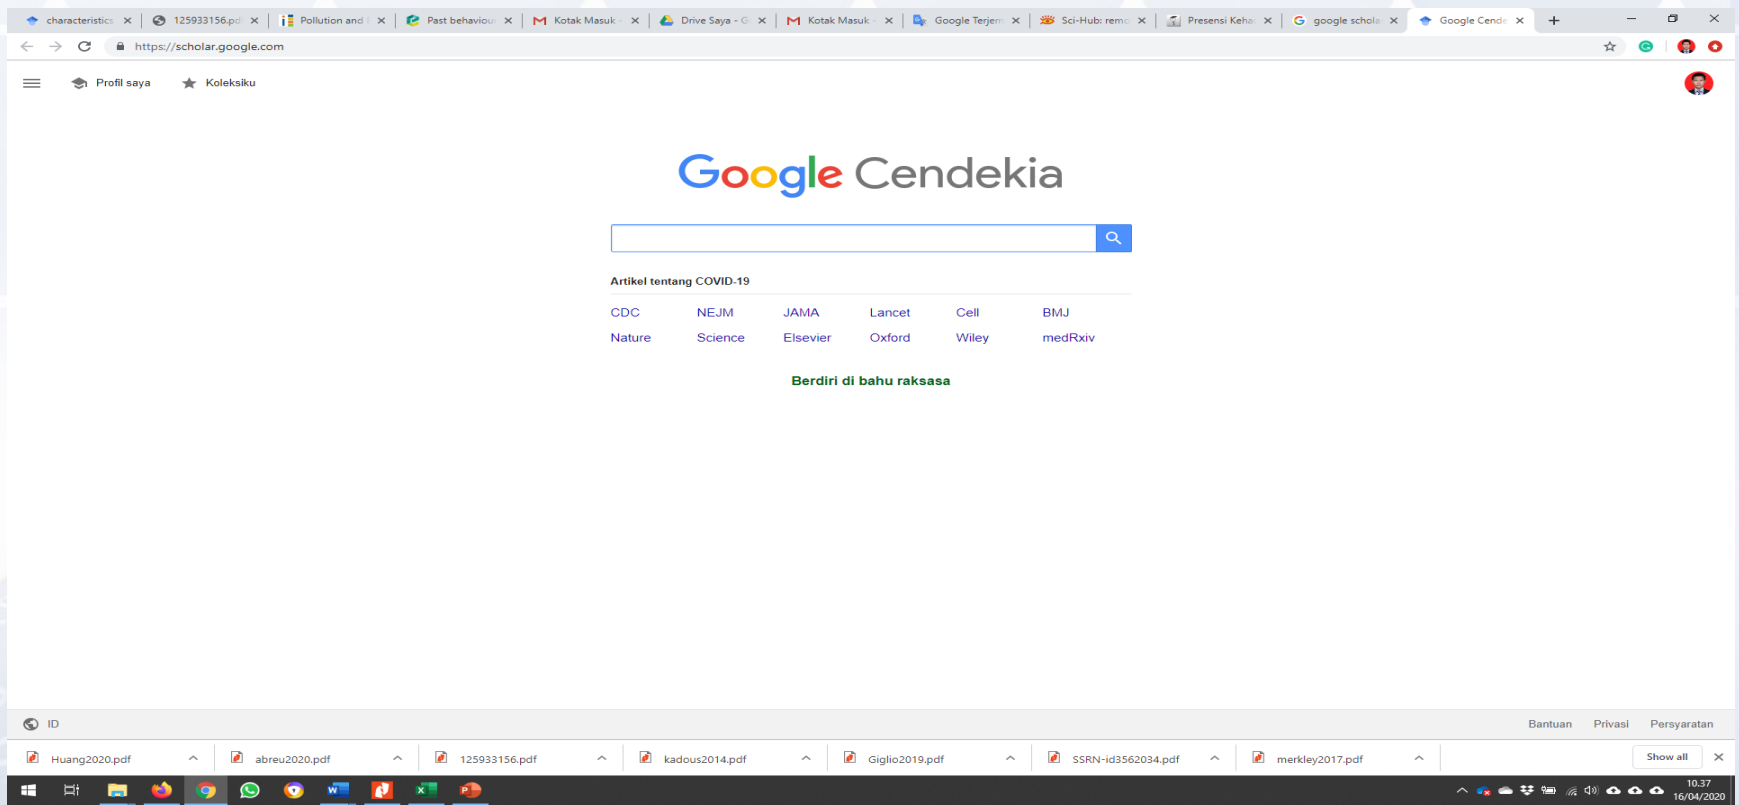 characteristics 125933156.pd Pollution and Past behaviou Kotak Masuk - Drive Saya - G Kotak Masuk - Google Terjem Sci-Hub: remo Presensi Keha google schola Google Cende
https://scholar.google.com
Profil saya Koleksiku
Google Cendekia
Artikel tentang COVID-19
CDC NEJM JAMA Lancet Cell BMJ
Nature Science Elsevier Oxford Wiley medRxiv
Berdiri di bahu raksasa
ID Bantuan Privasi Persyaratan
Huang2020.pdf abreu2020.pdf 125933156.pdf kadous2014.pdf Giglio2019.pdf SSRN-id3562034.pdf merkley2017.pdf Show all
10.37
16/04/2020